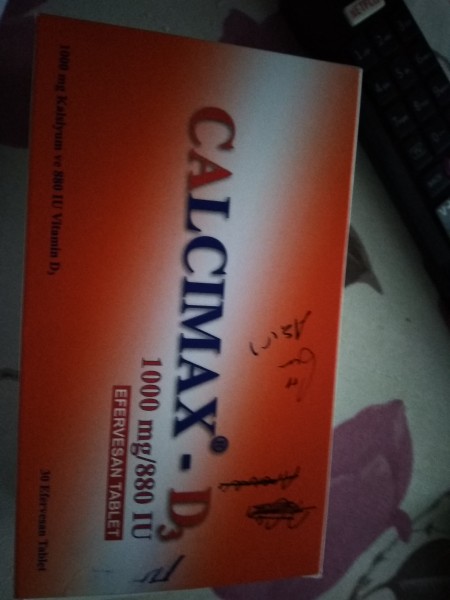 CALCIMAX® - D3
1000 mg/880 IU
EFERVESAN TABLET
1000 mg Kalsiyum ve 880 IU Vitamin D3
30 Efervesan Tablet
NETFLIX